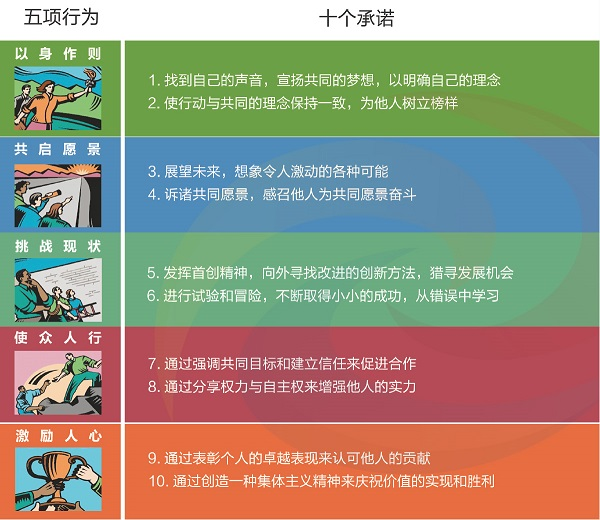 五项行为
十个承诺
以身作则
1. 找到自己的声音，宣扬共同的梦想，以明确自己的理念
2. 使行动与共同的理念保持一致，为他人树立榜样
共启愿景
3. 展望未来，想象令人激动的各种可能
4. 诉诸共同愿景，感召他人为共同愿景奋斗
挑战现状
5. 发挥首创精神，向外寻找改进的创新方法，猎寻发展机会
6. 进行试验和冒险，不断取得小小的成功，从错误中学习
使众人行
7. 通过强调共同目标和建立信任来促进合作
8. 通过分享权力与自主权来增强他人的实力
激励人心
9. 通过表彰个人的卓越表现来认可他人的贡献
10. 通过创造一种集体主义精神来庆祝价值的实现和胜利